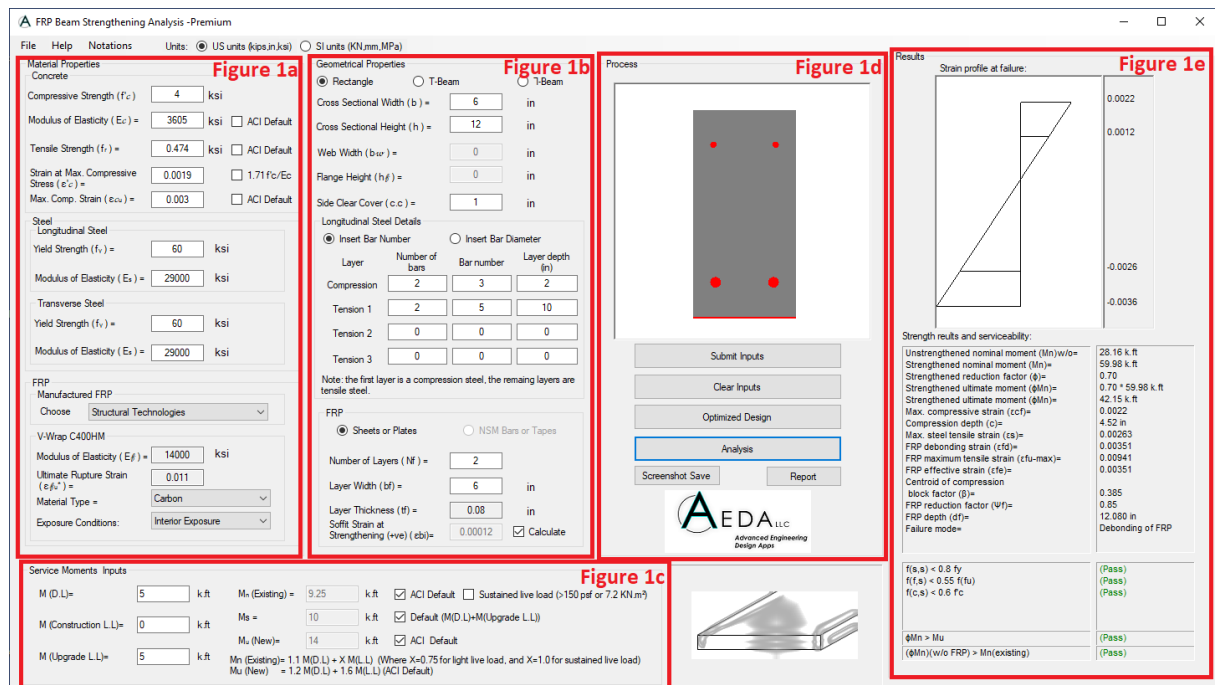 FRP Beam Strengthening Analysis -Premium
File Help Notations Units: US units (kips,in,ksi) SI units (KN,mm,MPa)
Figure 1a
Material Properties
Concrete
Compressive Strength (f'c) 4 ksi
Modulus of Elasticity (Ec) = 3605 ksi ACI Default
Tensile Strength (fr) = 0.474 ksi ACI Default
Strain at Max. Compressive
Stress (ε'c) = 0.0019 1.71f'c/Ec
Max. Comp. Strain (εcu) = 0.003 ACI Default
Steel
Longitudinal Steel
Yield Strength (fy) = 60 ksi
Modulus of Elasticity (Es) = 29000 ksi
Transverse Steel
Yield Strength (fy) = 60 ksi
Modulus of Elasticity (Es) = 29000 ksi
FRP
Manufactured FRP
Choose Structural Technologies
V-Wrap C400HM
Modulus of Elasticity (Ef) = 14000 ksi
Ultimate Rupture Strain
(εfu*) = 0.011
Material Type = Carbon
Exposure Conditions: Interior Exposure
Figure 1b
Geometrical Properties
Rectangle T-Beam Ꞁ-Beam
Cross Sectional Width (b) = 6 in
Cross Sectional Height (h) = 12 in
Web Width (bw) = 0 in
Flange Height (hf) = 0 in
Side Clear Cover (c.c) = 1 in
Longitudinal Steel Details
Insert Bar Number Insert Bar Diameter
Layer Number of bars Bar number Layer depth (in)
Compression 2 3 2
Tension 1 2 5 10
Tension 2 0 0 0
Tension 3 0 0 0
Note: the first layer is a compression steel, the remaing layers are
tensile steel.
FRP
Sheets or Plates NSM Bars or Tapes
Number of Layers (Nf) = 2
Layer Width (bf) = 6 in
Layer Thickness (tf) = 0.08 in
Soffit Strain at
Strengthening (+ve) (εbi)= 0.00012 Calculate
Figure 1d
Process
Submit Inputs
Clear Inputs
Optimized Design
Analysis
Screenshot Save Report
AEDA LLC
Advanced Engineering
Design Apps
Figure 1e
Results
Strain profile at failure:
0.0022
0.0012
-0.0026
-0.0036
Strength reults and serviceability:
Unstrengthened nominal moment (Mn)w/o= 28.16 k.ft
Strengthened nominal moment (Mn)= 59.98 k.ft
Strengthened reduction factor (ϕ)= 0.70
Strengthened ultimate moment (ϕMn)= 0.70 * 59.98 k.ft
Strengthened ultimate moment (ϕMn)= 42.15 k.ft
Max. compressive strain (εcf)= 0.0022
Compression depth (c)= 4.52 in
Max. steel tensile strain (εs)= 0.00263
FRP debonding strain (εfd)= 0.00351
FRP maximum tensile strain (εfu-max)= 0.00941
FRP effective strain (εfe)= 0.00351
Centroid of compression
block factor (β)= 0.385
FRP reduction factor (Ψf)= 0.85
FRP depth (df)= 12.080 in
Failure mode= Debonding of FRP
f(s,s) < 0.8 fy (Pass)
f(f,s) < 0.55 f(fu) (Pass)
f(c,s) < 0.6 f'c (Pass)
ϕMn > Mu (Pass)
(ϕMn)(w/o FRP) > Mn(existing) (Pass)
Figure 1c
Service Moments Inputs
M (D.L)= 5 k.ft Mn (Existing) = 9.25 k.ft ACI Default Sustained live load (>150 psf or 7.2 KN.m²)
M (Construction L.L)= 0 k.ft Ms = 10 k.ft Default (M(D.L)+M(Upgrade L.L))
Mu (New)= 14 k.ft ACI Default
M (Upgrade L.L)= 5 k.ft Mn (Existing)= 1.1 M(D.L) + X M(L.L) (Where X=0.75 for light live load, and X=1.0 for sustained live load)
Mu (New) = 1.2 M(D.L) + 1.6 M(L.L) (ACI Default)